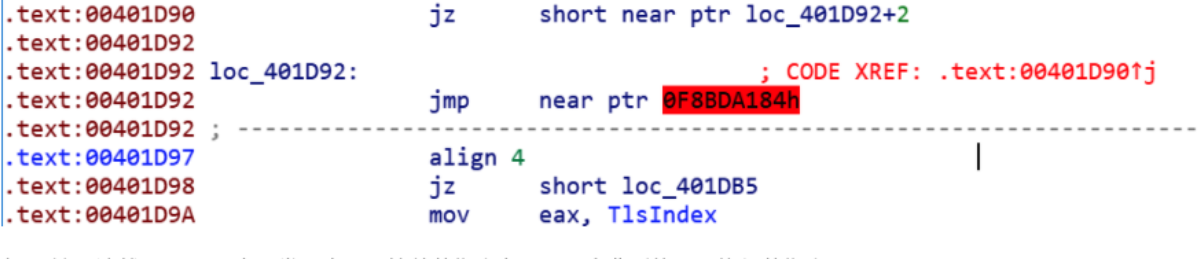 .text:00401D90 jz short near ptr loc_401D92+2
.text:00401D92
.text:00401D92 loc_401D92: ; CODE XREF: .text:00401D90↑j
.text:00401D92 jmp near ptr 0F8BDA184h
.text:00401D92 ; ---------------------------------------------------------------------------
.text:00401D97 align 4
.text:00401D98 jz short loc_401DB5
.text:00401D9A mov eax, TlsIndex